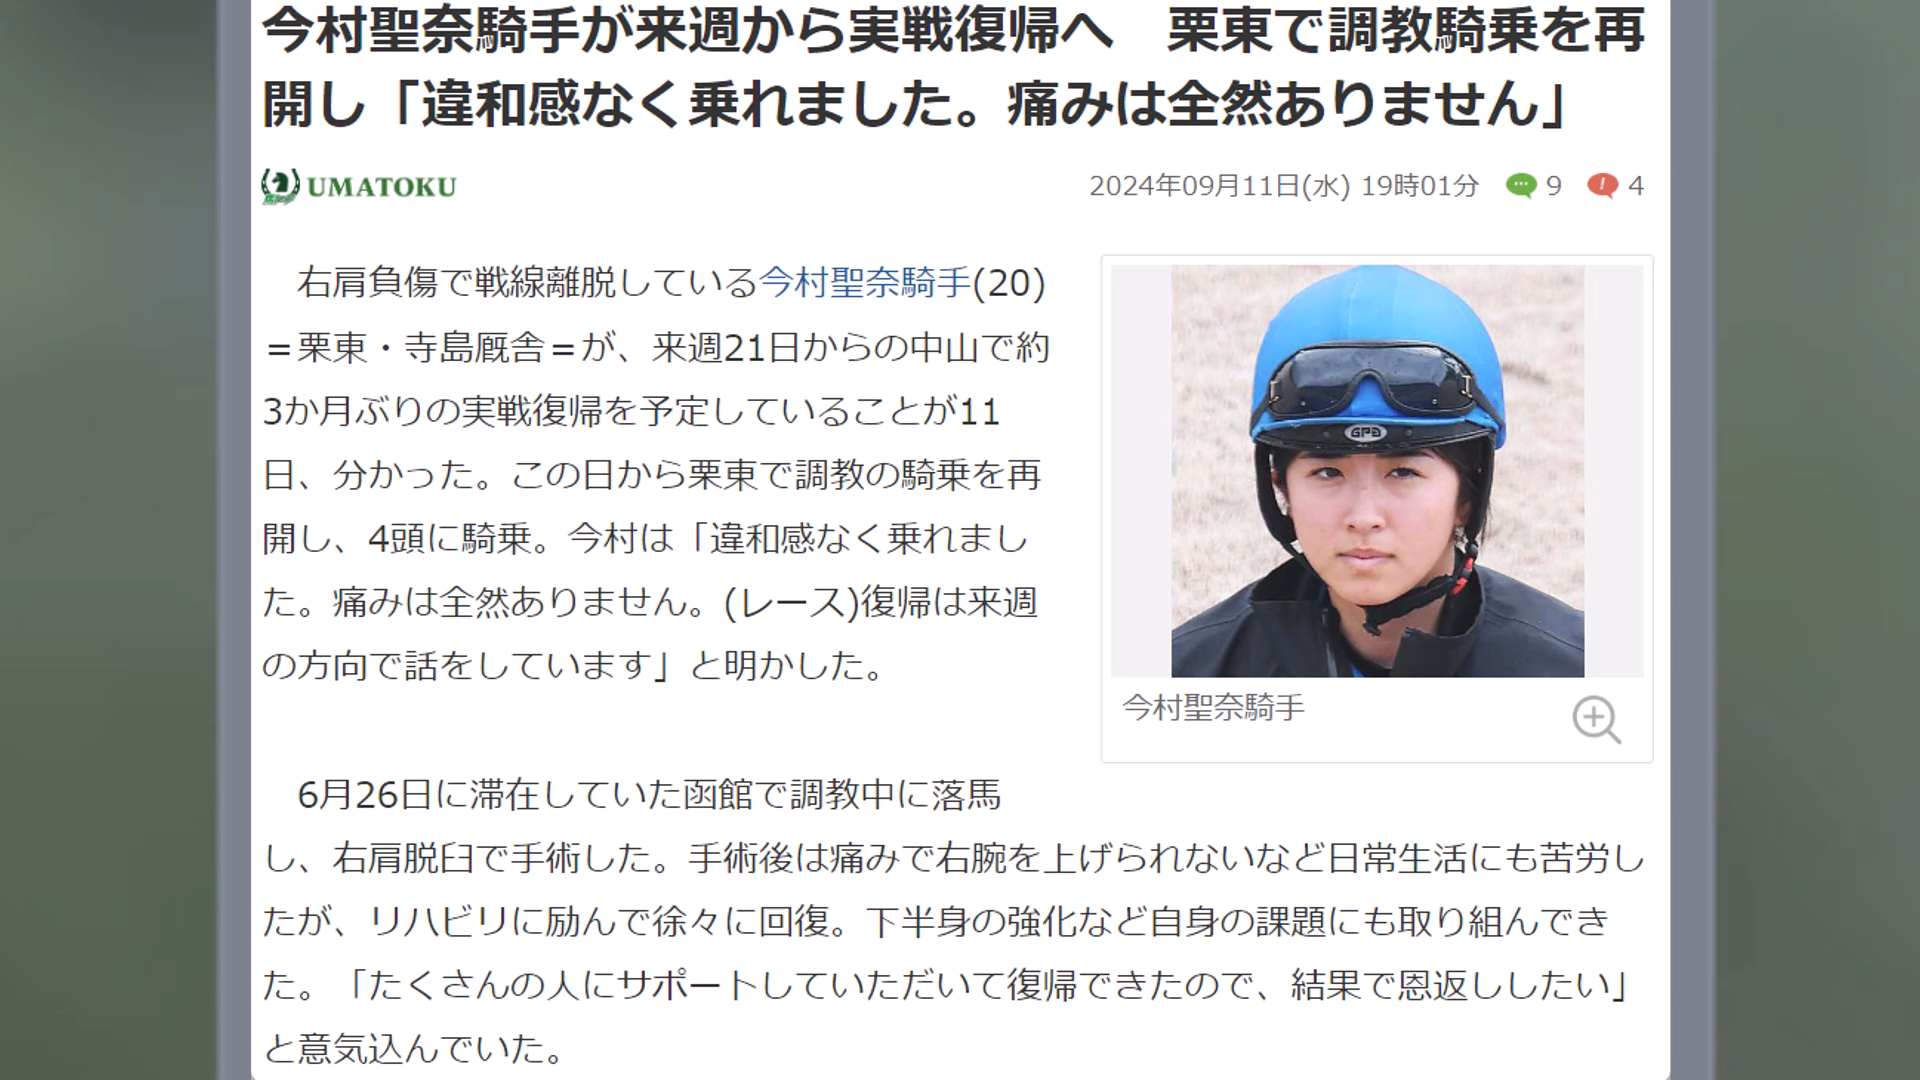 今村聖奈騎手が来週から実戦復帰へ　栗東で調教騎乗を再
開し「違和感なく乗れました。痛みは全然ありません」
UMATOKU
2024年09月11日(水) 19時01分 9 4
右肩負傷で戦線離脱している今村聖奈騎手(20)
＝栗東・寺島厩舎＝が、来週21日からの中山で約
3か月ぶりの実戦復帰を予定していることが11
日、分かった。この日から栗東で調教の騎乗を再
開し、4頭に騎乗。今村は「違和感なく乗れまし
た。痛みは全然ありません。(レース)復帰は来週
の方向で話をしています」と明かした。
GPA
今村聖奈騎手
6月26日に滞在していた函館で調教中に落馬
し、右肩脱臼で手術した。手術後は痛みで右腕を上げられないなど日常生活にも苦労し
たが、リハビリに励んで徐々に回復。下半身の強化など自身の課題にも取り組んでき
た。「たくさんの人にサポートしていただいて復帰できたので、結果で恩返ししたい」
と意気込んでいた。